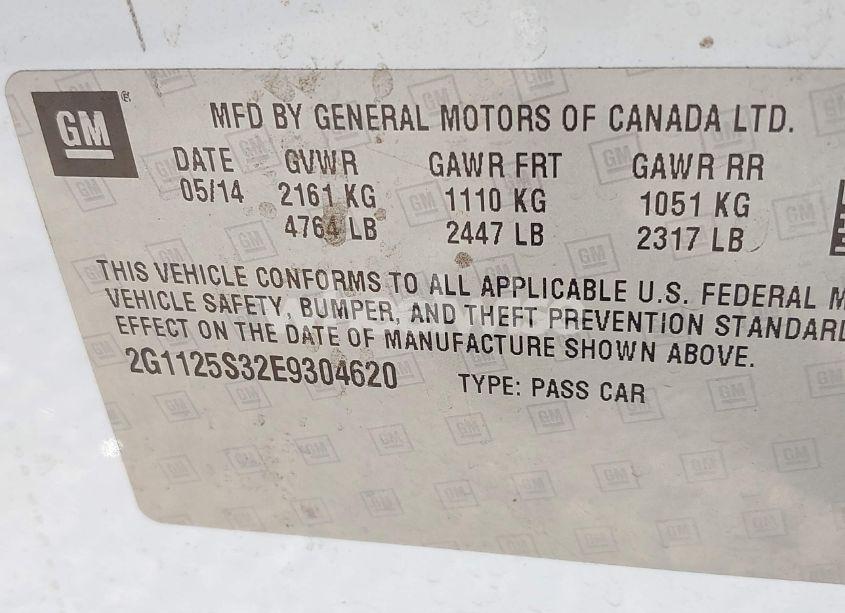 GM
MFD BY GENERAL MOTORS OF CANADA LTD.
DATE GVWR GAWR FRT GAWR RR
05/14 2161 KG 1110 KG 1051 KG
4764 LB 2447 LB 2317 LB
THIS VEHICLE CONFORMS TO ALL APPLICABLE U.S. FEDERAL M
VEHICLE SAFETY, BUMPER, AND THEFT PREVENTION STANDARD
EFFECT ON THE DATE OF MANUFACTURE SHOWN ABOVE.
2G1125S32E9304620 TYPE: PASS CAR